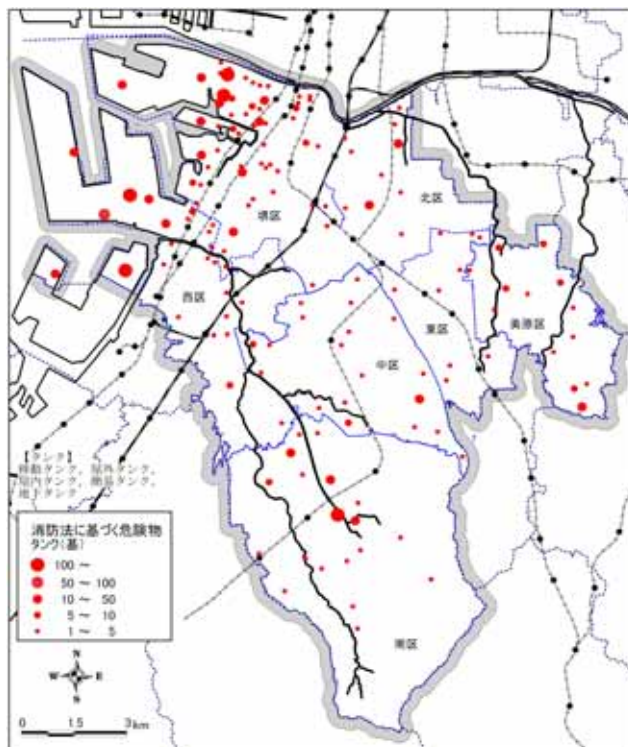 堺区
北区
西区
東区
美原区
中区
【タンク】
移動タンク、屋外タンク、
屋内タンク、簡易タンク、
地下タンク
消防法に基づく危険物
タンク(基)
100 ～
50 ～ 100
10 ～ 50
5 ～ 10
1 ～ 5
南区
N
W E
S
0 1.5 3km